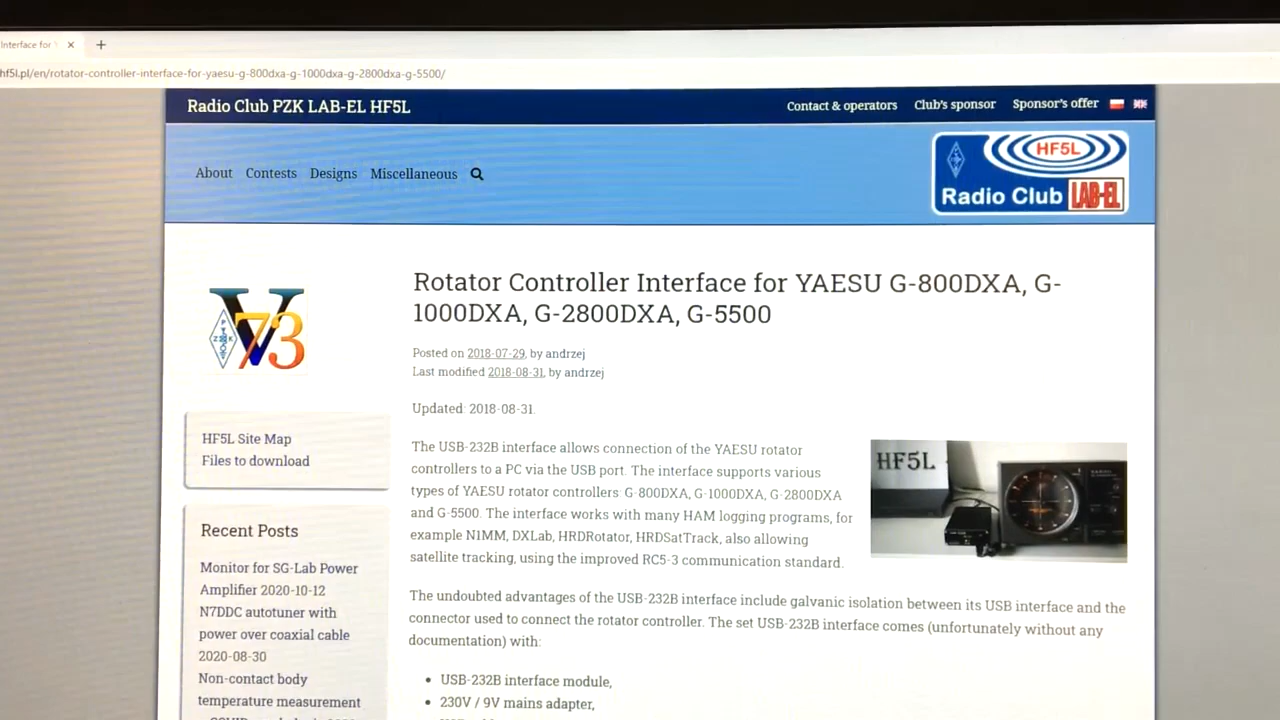 Interface for
hf5l.pl/en/rotator-controller-interface-for-yaesu-g-800dxa-g-1000dxa-g-2800dxa-g-5500/
Radio Club PZK LAB-EL HF5L
Contact & operators Club's sponsor Sponsor's offer
About Contests Designs Miscellaneous
HF5L
Radio Club LAB-EL
V 73
Rotator Controller Interface for YAESU G-800DXA, G-
1000DXA, G-2800DXA, G-5500
Posted on 2018-07-29, by andrzej
Last modified 2018-08-31, by andrzej
Updated: 2018-08-31.
HF5L Site Map
Files to download
The USB-232B interface allows connection of the YAESU rotator
controllers to a PC via the USB port. The interface supports various
types of YAESU rotator controllers: G-800DXA, G-1000DXA, G-2800DXA
and G-5500. The interface works with many HAM logging programs, for
example N1MM, DXLab, HRDRotator, HRDSatTrack, also allowing
satellite tracking, using the improved RC5-3 communication standard.
HF5L
Recent Posts
Monitor for SG-Lab Power
Amplifier 2020-10-12
N7DDC autotuner with
power over coaxial cable
2020-08-30
Non-contact body
temperature measurement
The undoubted advantages of the USB-232B interface include galvanic isolation between its USB interface and the
connector used to connect the rotator controller. The set USB-232B interface comes (unfortunately without any
documentation) with:
• USB-232B interface module,
• 230V / 9V mains adapter,